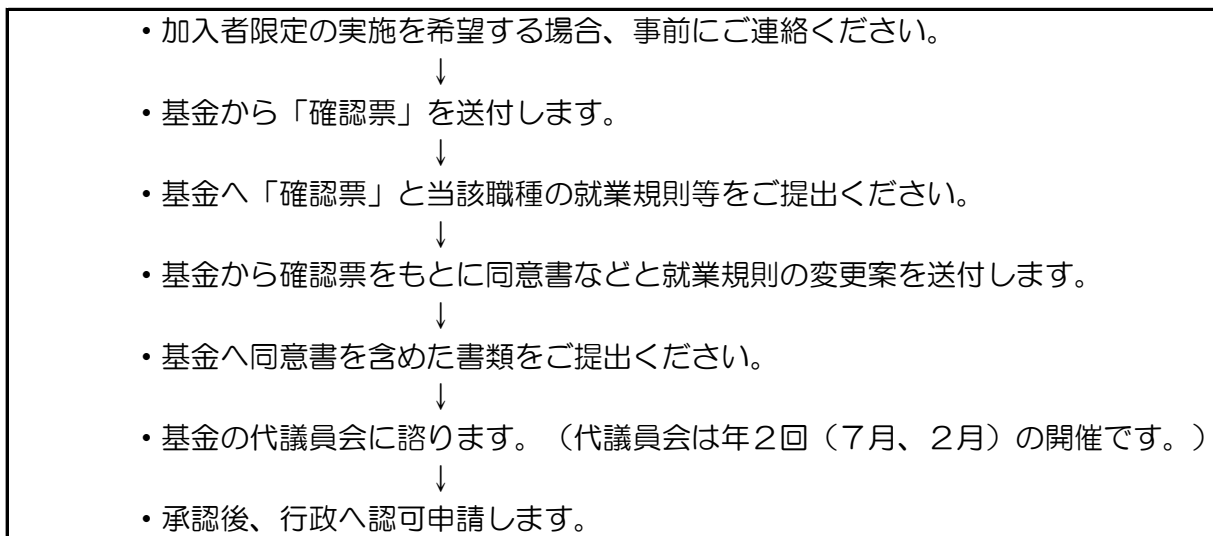 ・加入者限定の実施を希望する場合、事前にご連絡ください。
↓
・基金から「確認票」を送付します。
↓
・基金へ「確認票」と当該職種の就業規則等をご提出ください。
↓
・基金から確認票をもとに同意書などと就業規則の変更案を送付します。
↓
・基金へ同意書を含めた書類をご提出ください。
↓
・基金の代議員会に諮ります。（代議員会は年２回（７月、２月）の開催です。）
↓
・承認後、行政へ認可申請します。